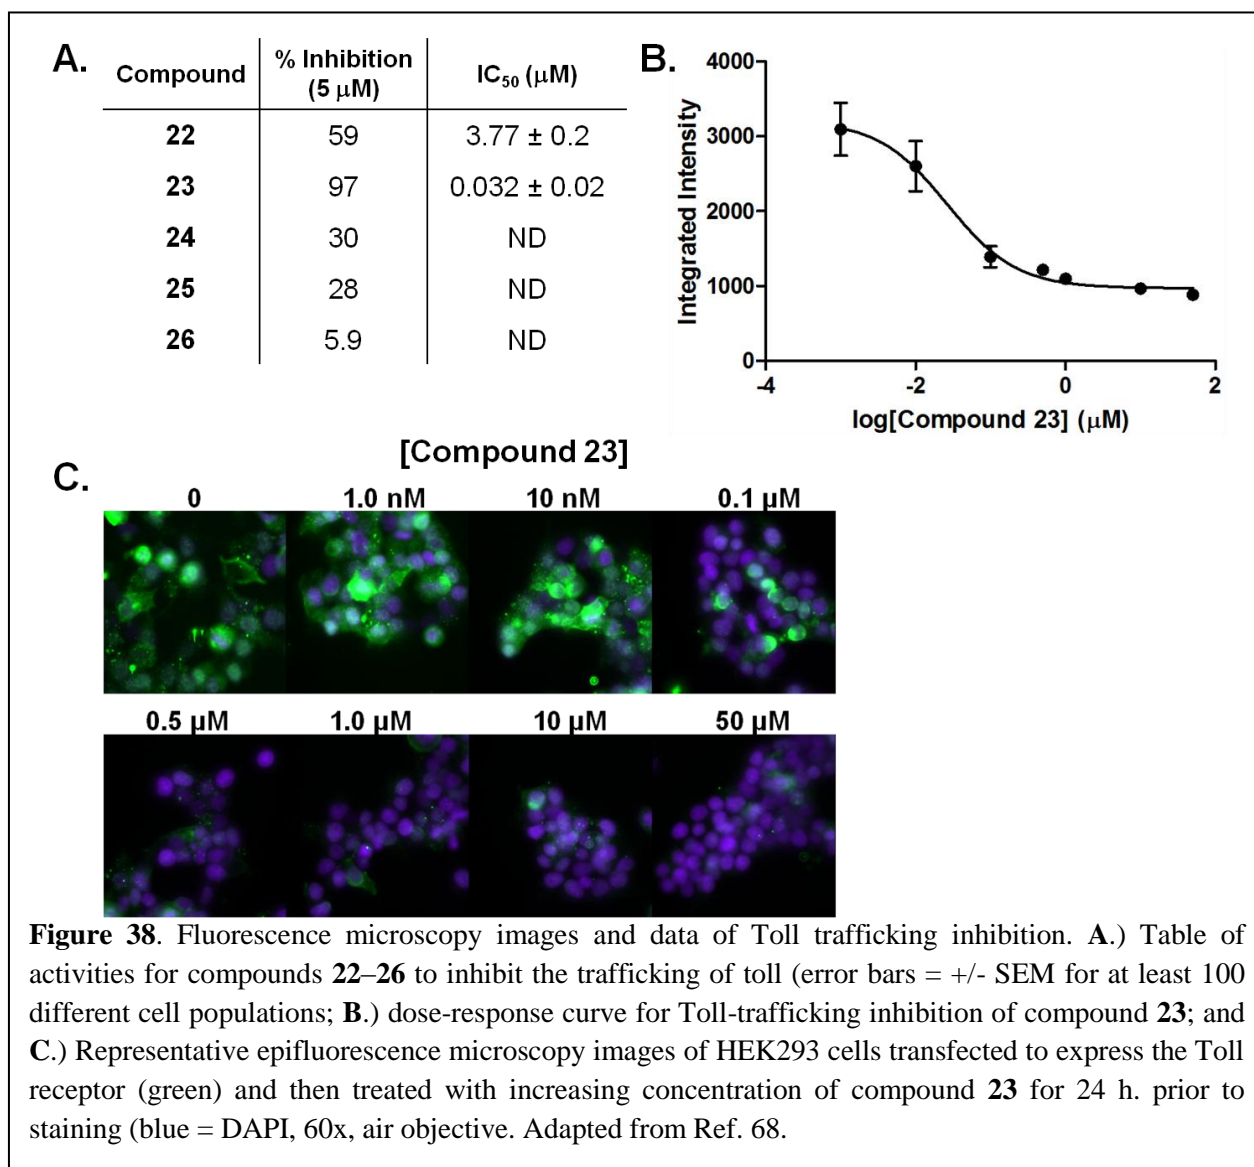 A.
Compound % Inhibition (5 μM) IC50 (μM)
22 59 3.77 ± 0.2
23 97 0.032 ± 0.02
24 30 ND
25 28 ND
26 5.9 ND
B.
Integrated Intensity
4000
3000
2000
1000
0
-4 -2 0 2
log[Compound 23] (μM)
[Compound 23]
C.
0 1.0 nM 10 nM 0.1 μM
0.5 μM 1.0 μM 10 μM 50 μM
Figure 38. Fluorescence microscopy images and data of Toll trafficking inhibition. A.) Table of
activities for compounds 22–26 to inhibit the trafficking of toll (error bars = +/- SEM for at least 100
different cell populations; B.) dose-response curve for Toll-trafficking inhibition of compound 23; and
C.) Representative epifluorescence microscopy images of HEK293 cells transfected to express the Toll
receptor (green) and then treated with increasing concentration of compound 23 for 24 h. prior to
staining (blue = DAPI, 60x, air objective. Adapted from Ref. 68.